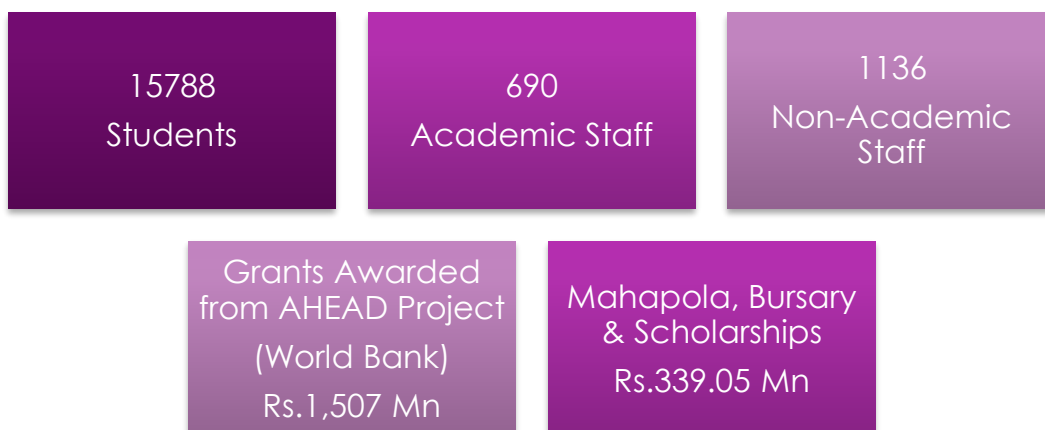 15788
Students
690
Academic Staff
1136
Non-Academic
Staff
Grants Awarded
from AHEAD Project
(World Bank)
Rs.1,507 Mn
Mahapola, Bursary
& Scholarships
Rs.339.05 Mn